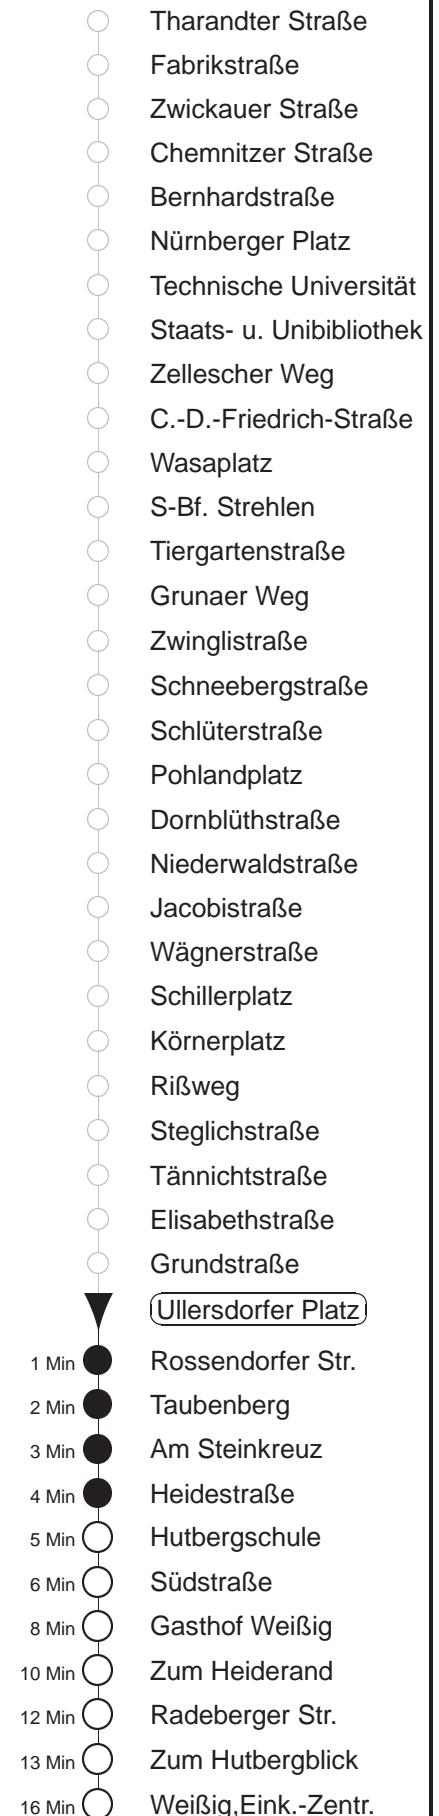 Tharandter Straße
Fabrikstraße
Zwickauer Straße
Chemnitzer Straße
Bernhardstraße
Nürnberger Platz
Technische Universität
Staats- u. Unibibliothek
Zellescher Weg
C.-D.-Friedrich-Straße
Wasaplatz
S-Bf. Strehlen
Tiergartenstraße
Grunaer Weg
Zwinglistraße
Schneebergstraße
Schlüterstraße
Pohlandplatz
Dornblüthstraße
Niederwaldstraße
Jacobistraße
Wägnerstraße
Schillerplatz
Körnerplatz
Rißweg
Steglichstraße
Tännichtstraße
Elisabethstraße
Grundstraße
Ullersdorfer Platz
1 Min Rossendorfer Str.
2 Min Taubenberg
3 Min Am Steinkreuz
4 Min Heidestraße
5 Min Hutbergschule
6 Min Südstraße
8 Min Gasthof Weißig
10 Min Zum Heiderand
12 Min Radeberger Str.
13 Min Zum Hutbergblick
16 Min Weißig,Eink.-Zentr.